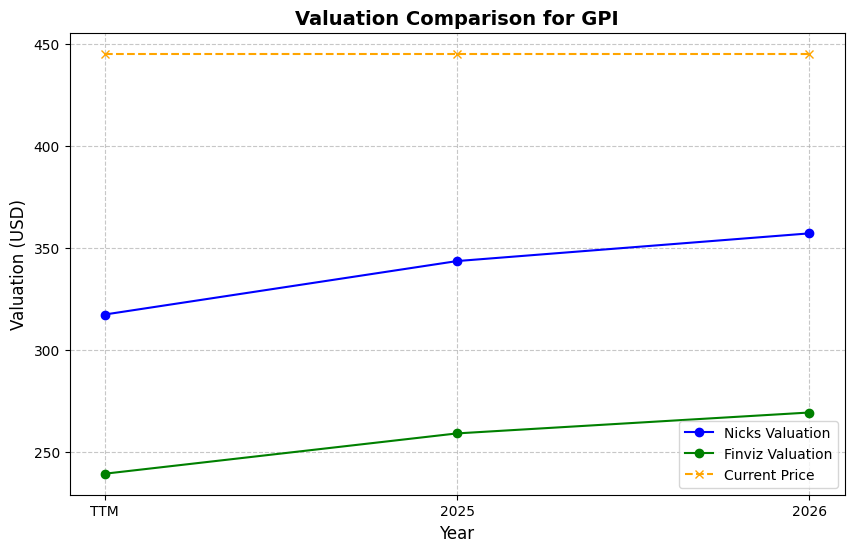 Valuation Comparison for GPI
Valuation (USD)
450
400
350
300
250
TTM
2025
2026
Year
Nicks Valuation
Finviz Valuation
Current Price